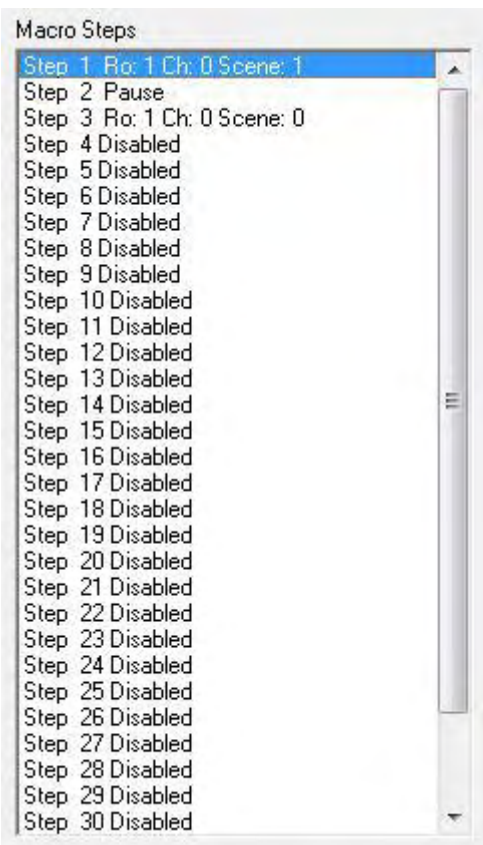 Macro Steps
Step 1 Ro: 1 Ch: 0 Scene: 1
Step 2 Pause
Step 3 Ro: 1 Ch: 0 Scene: 0
Step 4 Disabled
Step 5 Disabled
Step 6 Disabled
Step 7 Disabled
Step 8 Disabled
Step 9 Disabled
Step 10 Disabled
Step 11 Disabled
Step 12 Disabled
Step 13 Disabled
Step 14 Disabled
Step 15 Disabled
Step 16 Disabled
Step 17 Disabled
Step 18 Disabled
Step 19 Disabled
Step 20 Disabled
Step 21 Disabled
Step 22 Disabled
Step 23 Disabled
Step 24 Disabled
Step 25 Disabled
Step 26 Disabled
Step 27 Disabled
Step 28 Disabled
Step 29 Disabled
Step 30 Disabled